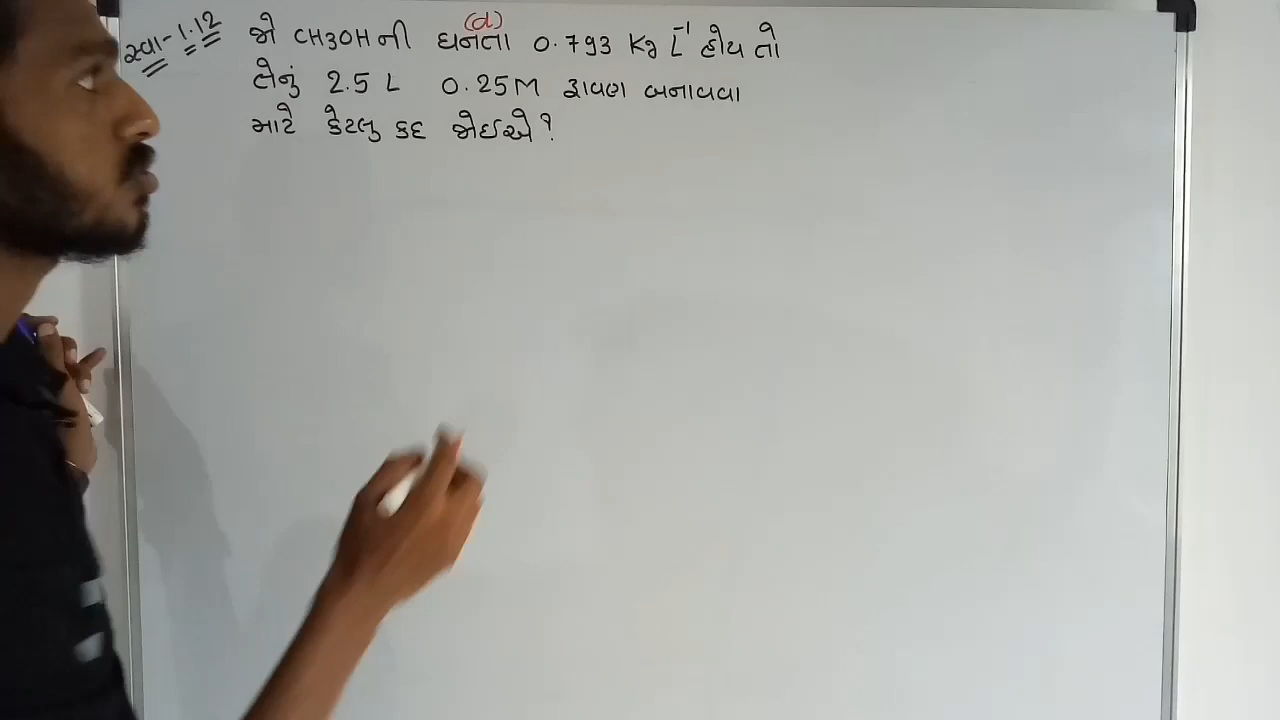 સ્વા-1.12 જો CH3OH ની ઘનતા (d) 0.793 Kg L⁻¹ હોય તો
તેનું 2.5 L 0.25M દ્રાવણ બનાવવા
માટે કેટલુ કદ જોઈએ?